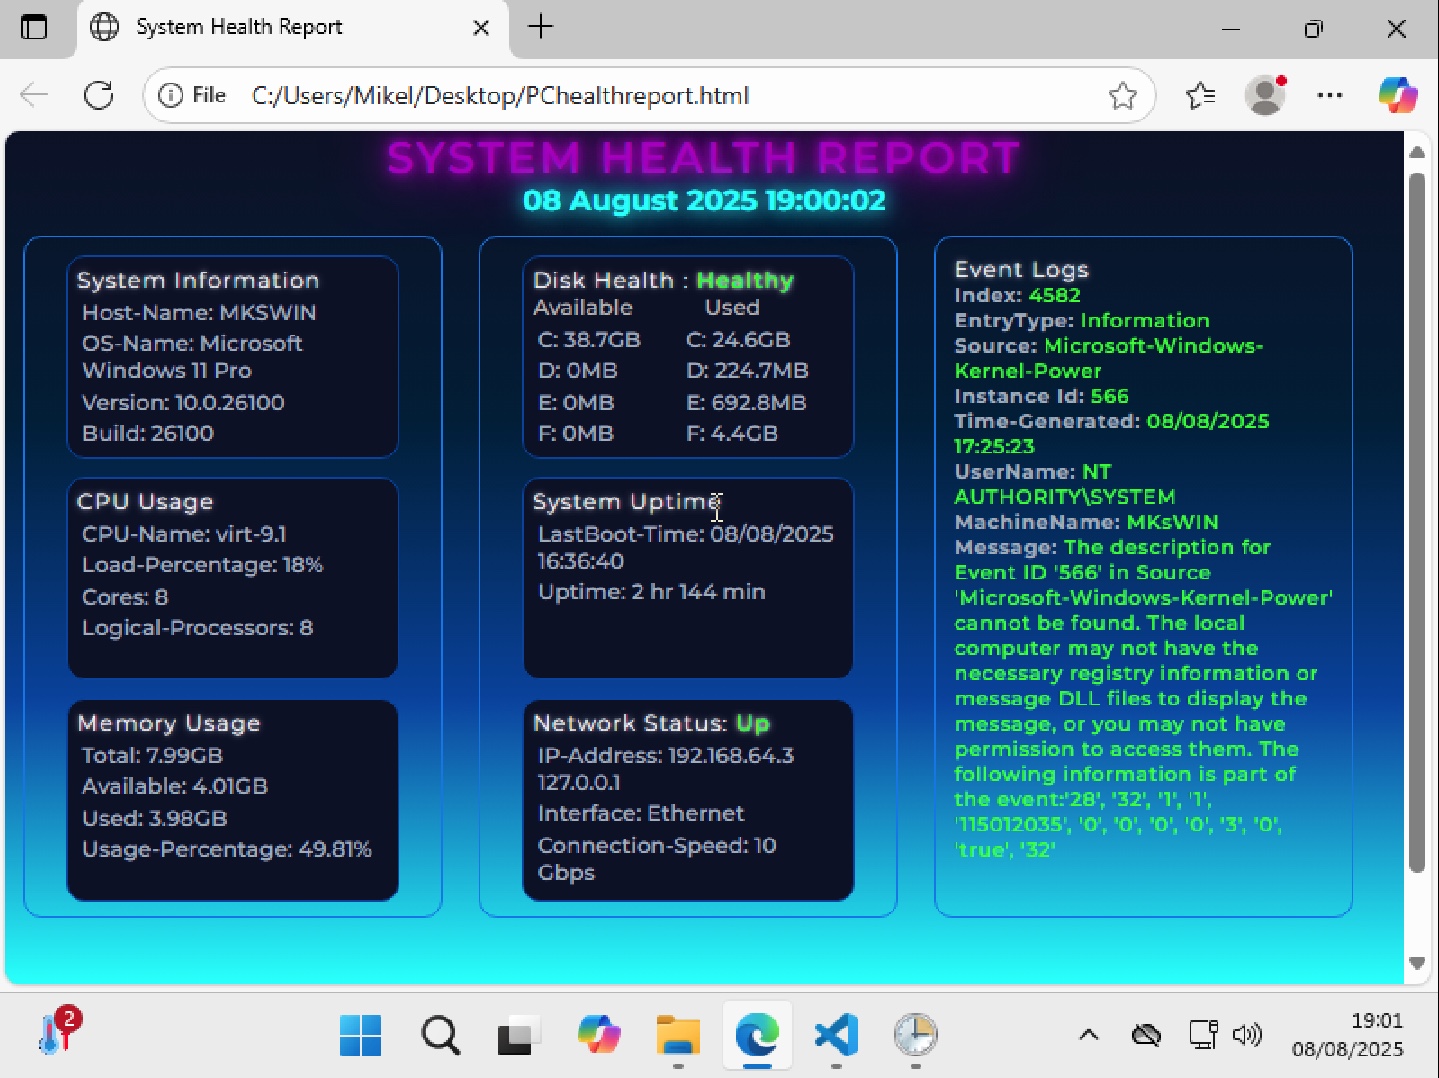 System Health Report
File C:/Users/Mikel/Desktop/PChealthreport.html
SYSTEM HEALTH REPORT
08 August 2025 19:00:02
System Information
Host-Name: MKSWIN
OS-Name: Microsoft
Windows 11 Pro
Version: 10.0.26100
Build: 26100
CPU Usage
CPU-Name: virt-9.1
Load-Percentage: 18%
Cores: 8
Logical-Processors: 8
Memory Usage
Total: 7.99GB
Available: 4.01GB
Used: 3.98GB
Usage-Percentage: 49.81%
Disk Health : Healthy
Available Used
C: 38.7GB C: 24.6GB
D: 0MB D: 224.7MB
E: 0MB E: 692.8MB
F: 0MB F: 4.4GB
System Uptime
LastBoot-Time: 08/08/2025
16:36:40
Uptime: 2 hr 144 min
Network Status: Up
IP-Address: 192.168.64.3
127.0.0.1
Interface: Ethernet
Connection-Speed: 10
Gbps
Event Logs
Index: 4582
EntryType: Information
Source: Microsoft-Windows-
Kernel-Power
Instance Id: 566
Time-Generated: 08/08/2025
17:25:23
UserName: NT
AUTHORITY\SYSTEM
MachineName: MKsWIN
Message: The description for
Event ID '566' in Source
'Microsoft-Windows-Kernel-Power'
cannot be found. The local
computer may not have the
necessary registry information or
message DLL files to display the
message, or you may not have
permission to access them. The
following information is part of
the event:'28', '32', '1', '1',
'115012035', '0', '0', '0', '0', '3', '0',
'true', '32'
2
19:01
08/08/2025